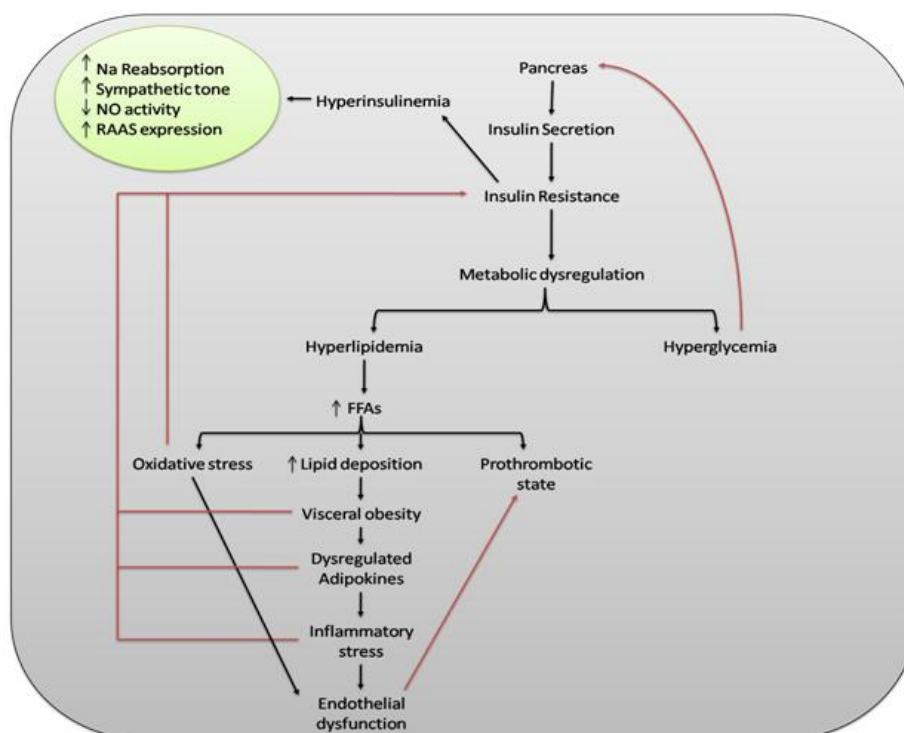 ↑ Na Reabsorption
↑ Sympathetic tone
↓ NO activity
↑ RAAS expression
Hyperinsulinemia
Pancreas
Insulin Secretion
Insulin Resistance
Metabolic dysregulation
Hyperlipidemia
Hyperglycemia
↑ FFAs
Oxidative stress
↑ Lipid deposition
Prothrombotic
state
Visceral obesity
Dysregulated
Adipokines
Inflammatory
stress
Endothelial
dysfunction